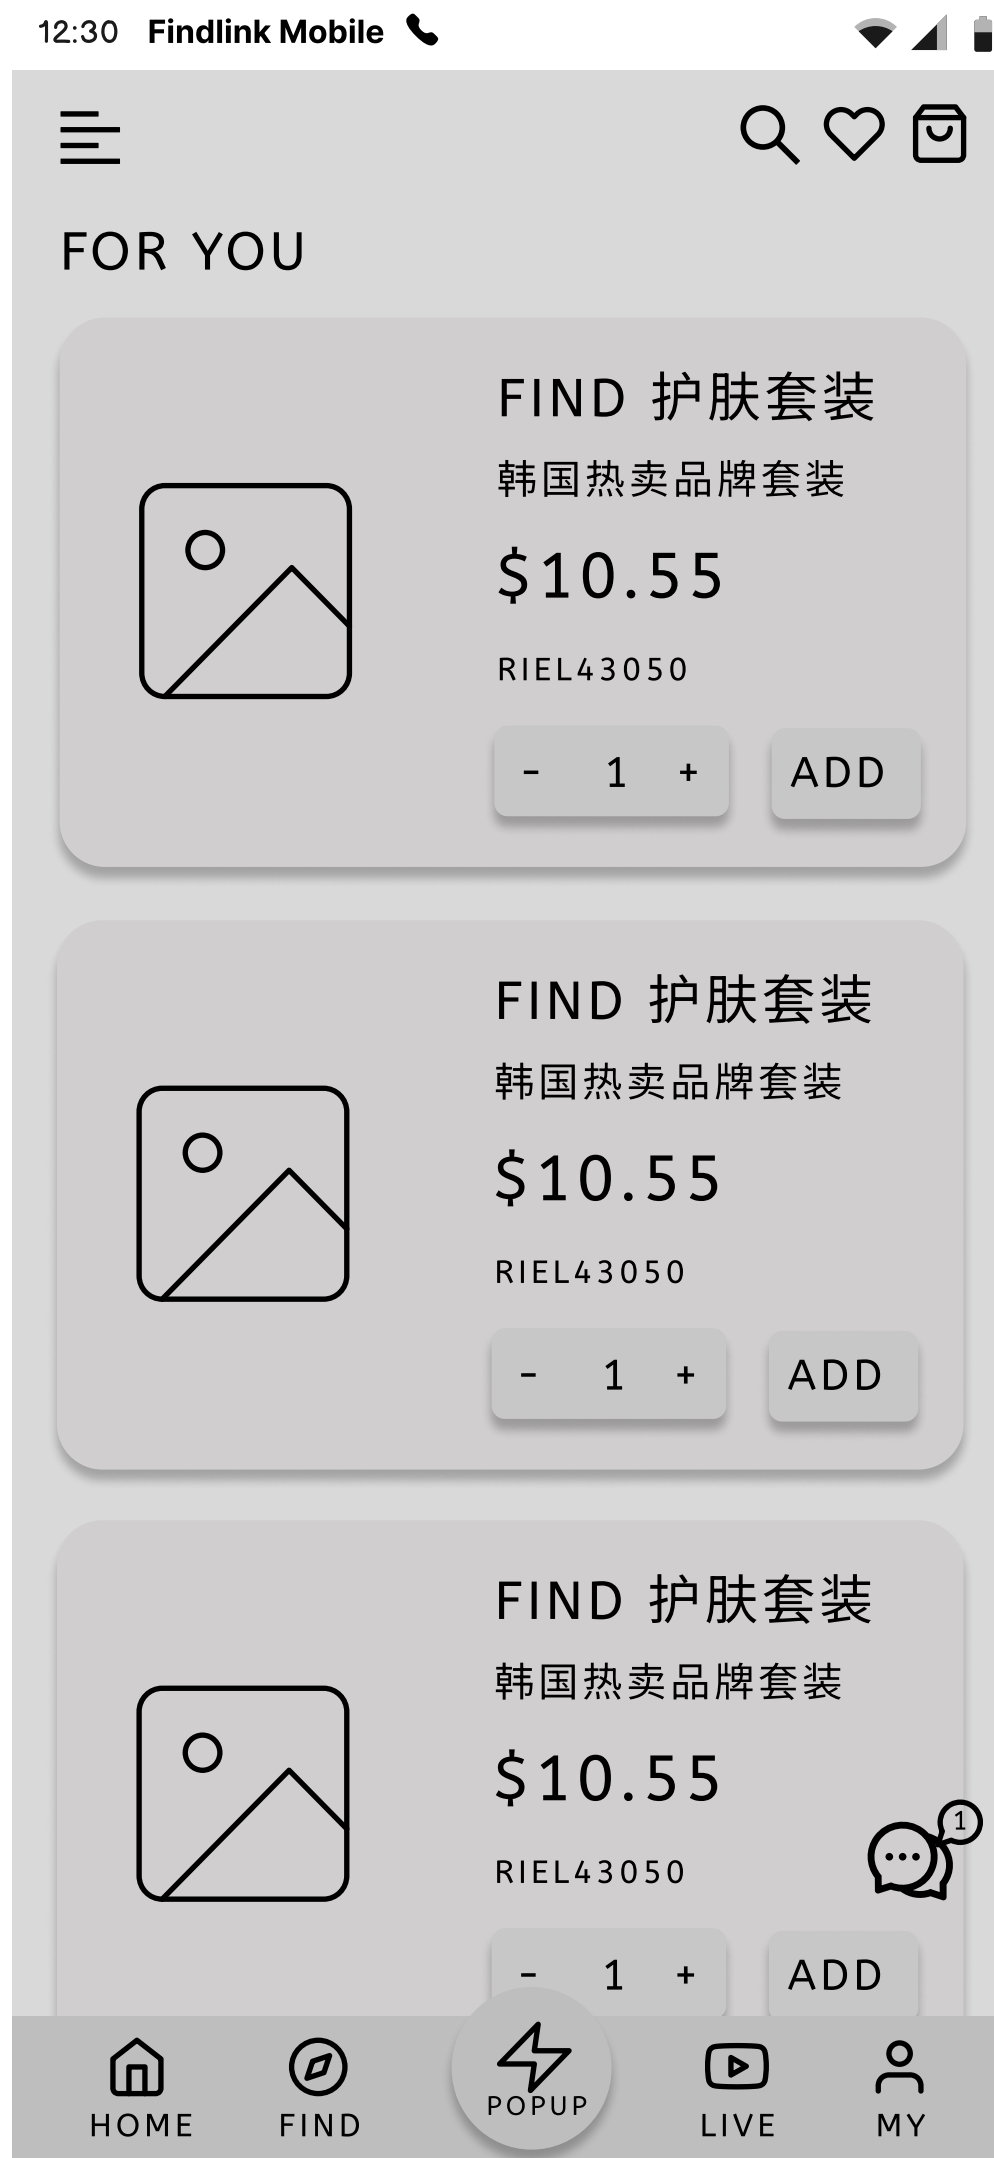 12:30 Findlink Mobile
FOR YOU
FIND 护肤套装
韩国热卖品牌套装
$10.55
RIEL43050
- 1 + ADD
FIND 护肤套装
韩国热卖品牌套装
$10.55
RIEL43050
- 1 + ADD
FIND 护肤套装
韩国热卖品牌套装
$10.55
1
RIEL43050
- 1 + ADD
HOME FIND POPUP LIVE MY